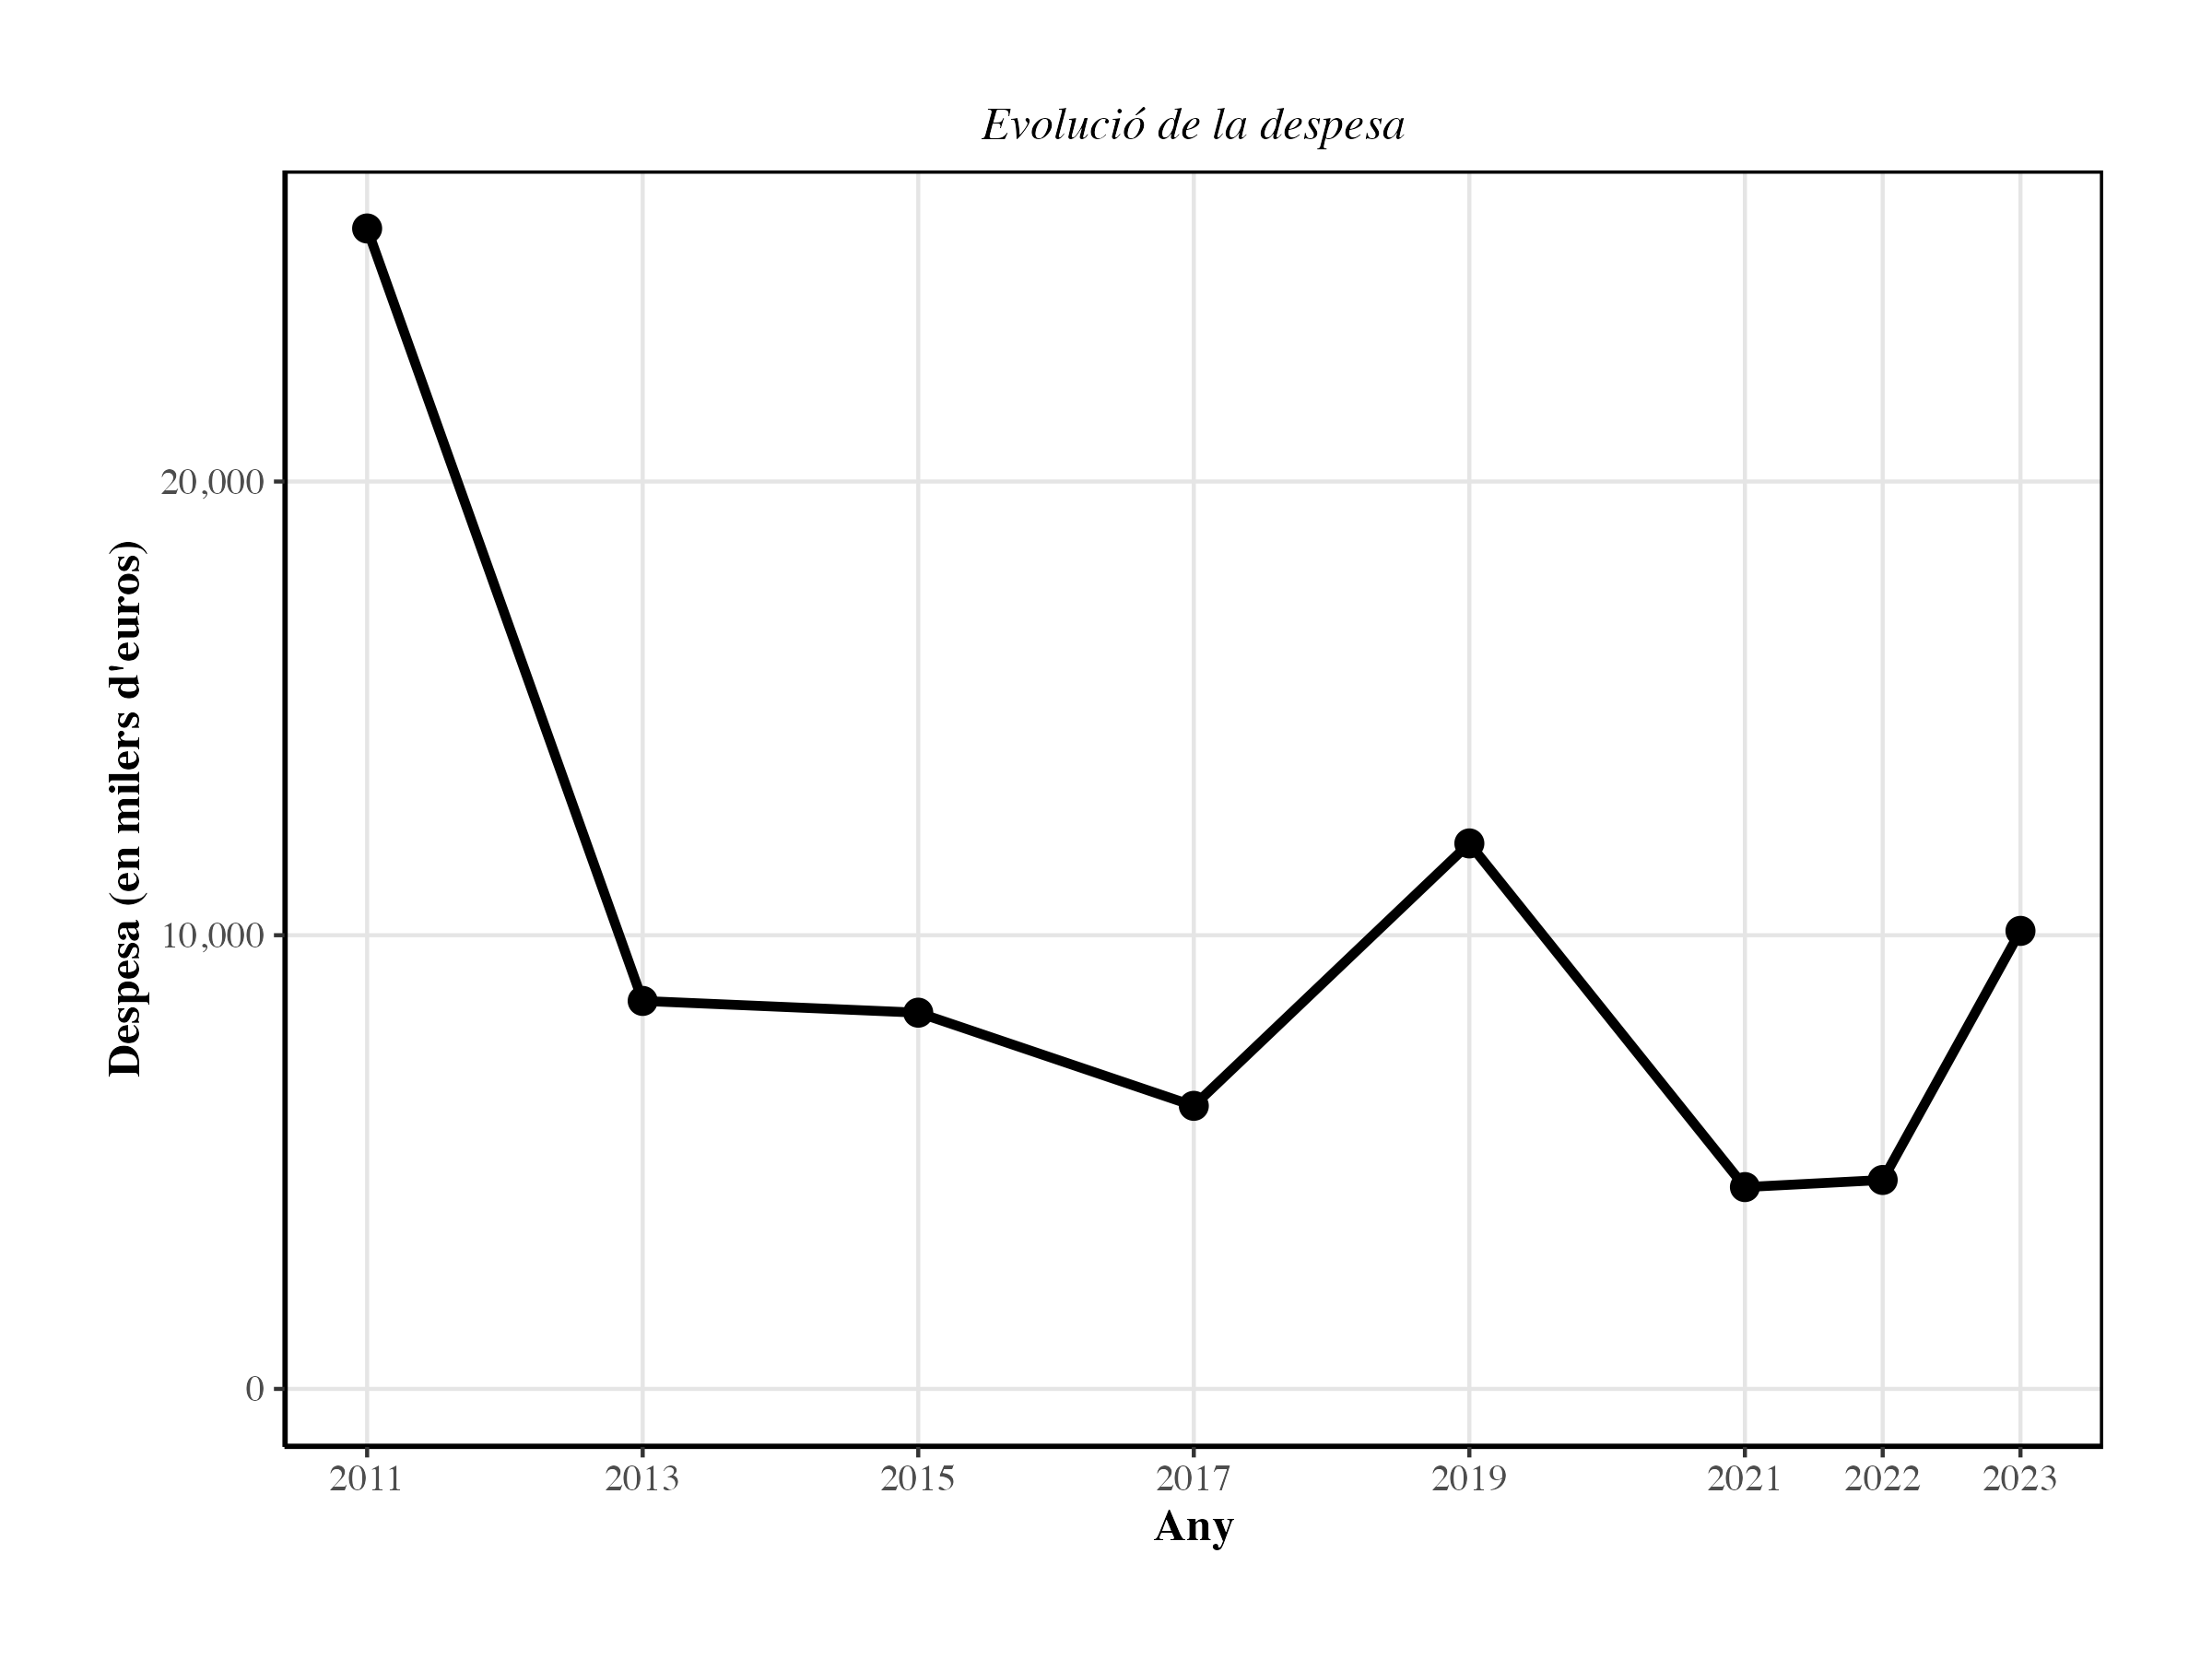 Evolució de la despesa
Despesa (en milers d'euros)
20,000
10,000
0
2011 2013 2015 2017 2019 2021 2022 2023
Any